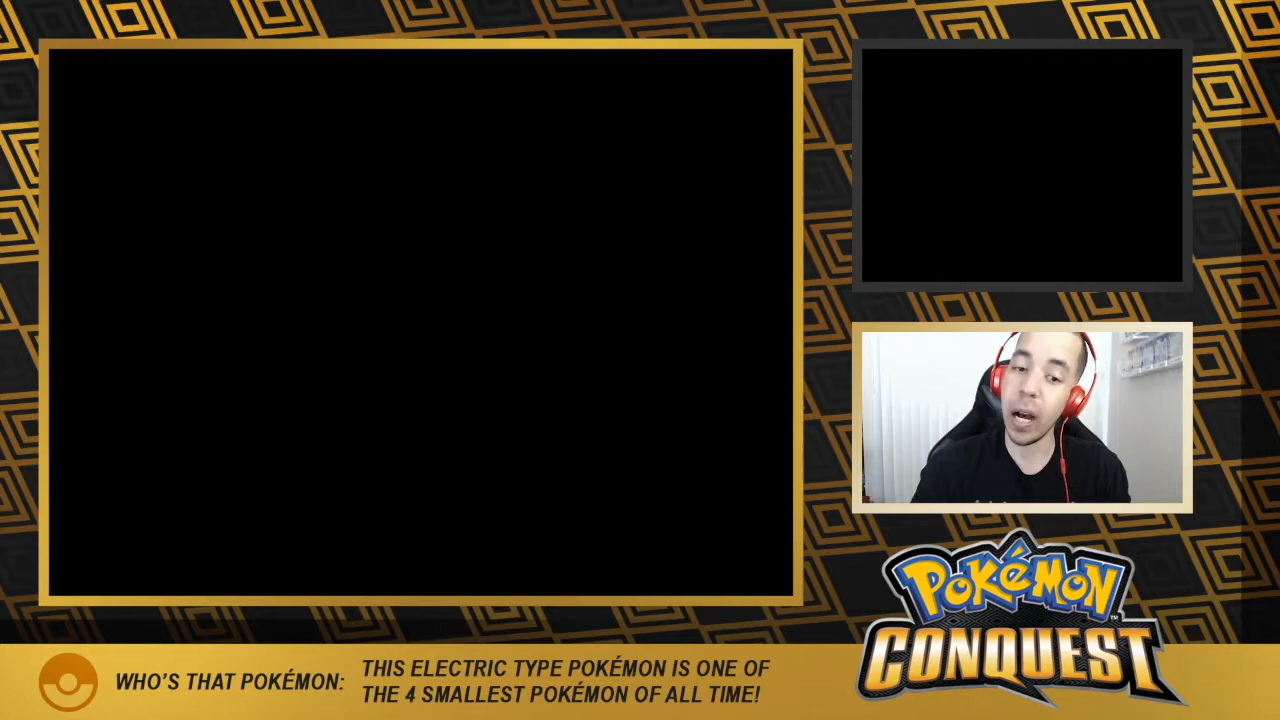 POKÉMON
CONQUEST
WHO'S THAT POKÉMON:
THIS ELECTRIC TYPE POKÉMON IS ONE OF
THE 4 SMALLEST POKÉMON OF ALL TIME!